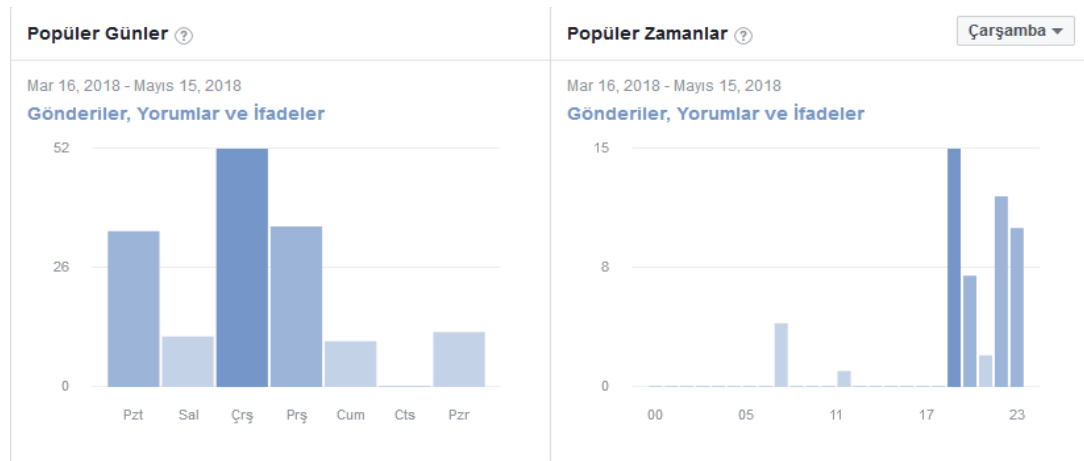 Popüler Günler ?
Mar 16, 2018 - Mayıs 15, 2018
Gönderiler, Yorumlar ve İfadeler
52
26
0
Pzt Sal Çrş Prş Cum Cts Pzr
Popüler Zamanlar ?
Çarşamba
Mar 16, 2018 - Mayıs 15, 2018
Gönderiler, Yorumlar ve İfadeler
15
8
0
00 05 11 17 23